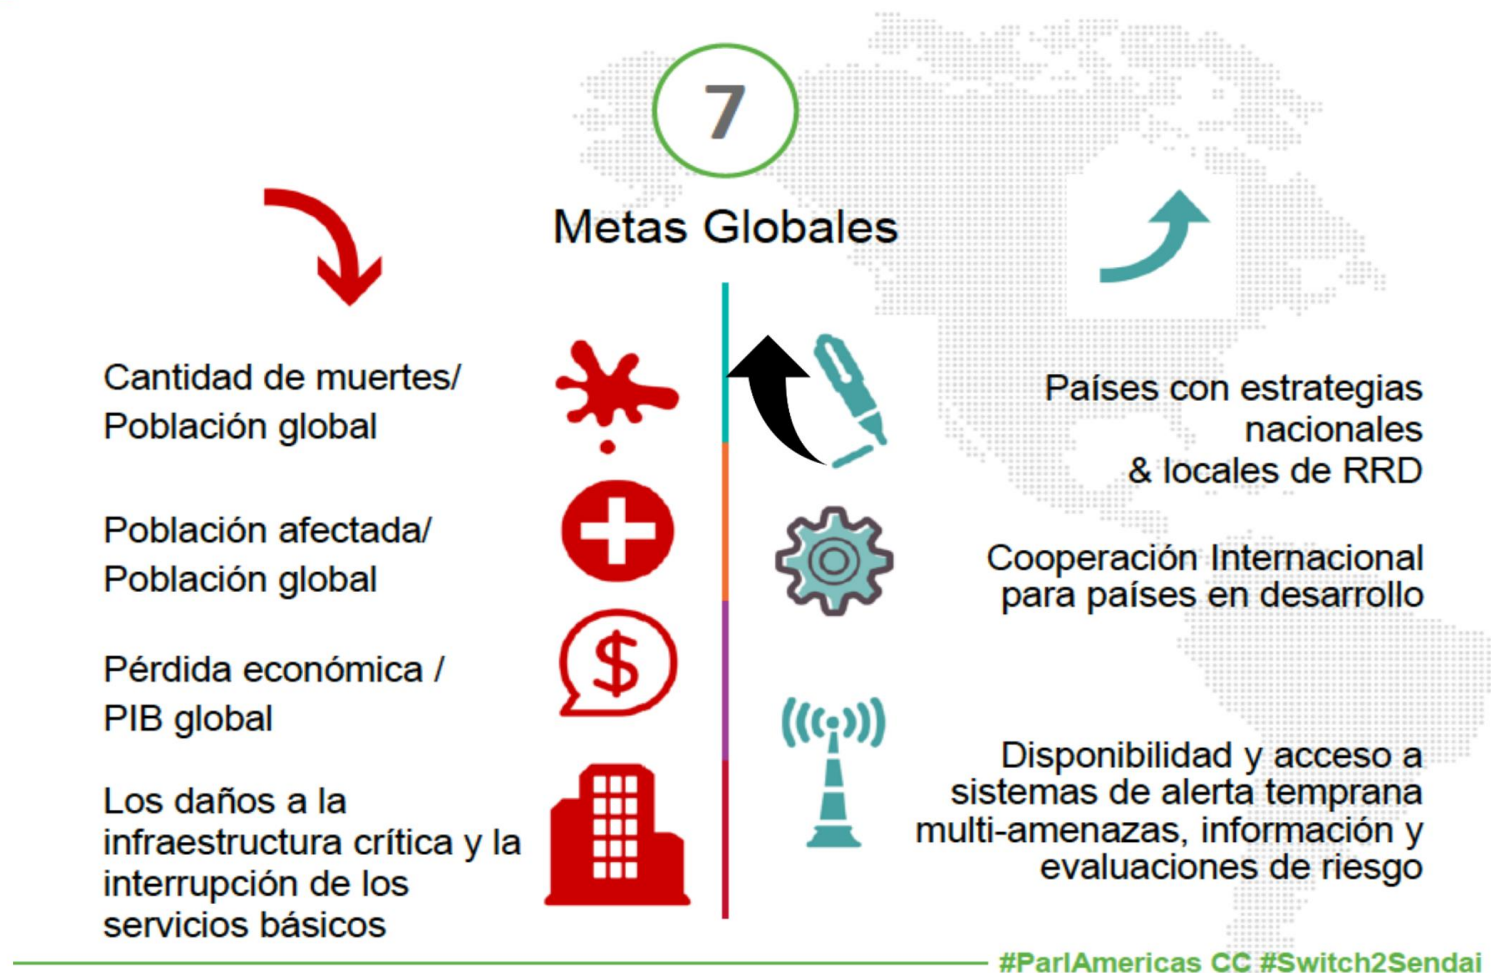 7
Metas Globales
Cantidad de muertes/
Población global
Población afectada/
Población global
$
Pérdida económica /
PIB global
Los daños a la
infraestructura crítica y la
interrupción de los
servicios básicos
Países con estrategias
nacionales
& locales de RRD
Cooperación Internacional
para países en desarrollo
Disponibilidad y acceso a
sistemas de alerta temprana
multi-amenazas, información y
evaluaciones de riesgo
#ParlAmericas CC #Switch2Sendai